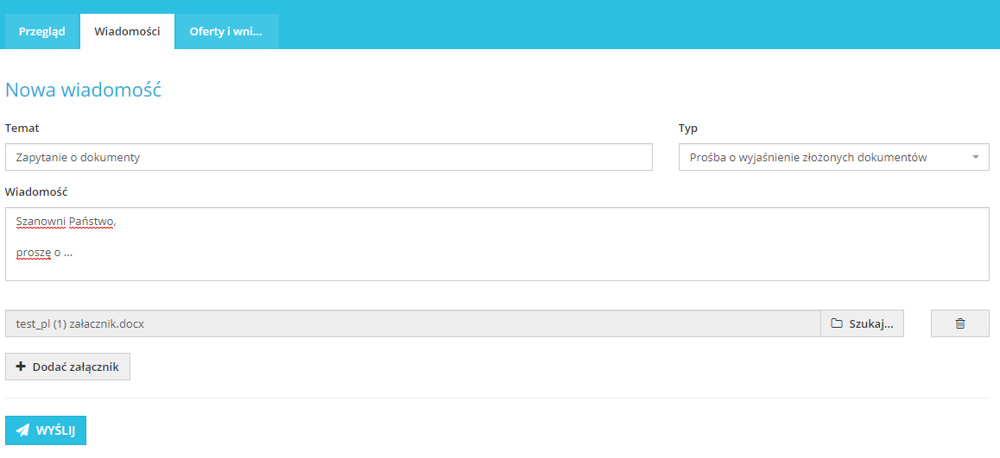 Przegląd
Wiadomości
Oferty i wni...
Nowa wiadomość
Temat
Typ
Zapytanie o dokumenty
Prośba o wyjaśnienie złożonych dokumentów
Wiadomość
Szanowni Państwo,
proszę o ...
test_pl (1) załacznik.docx
Szukaj...
Dodać załącznik
WYŚLIJ